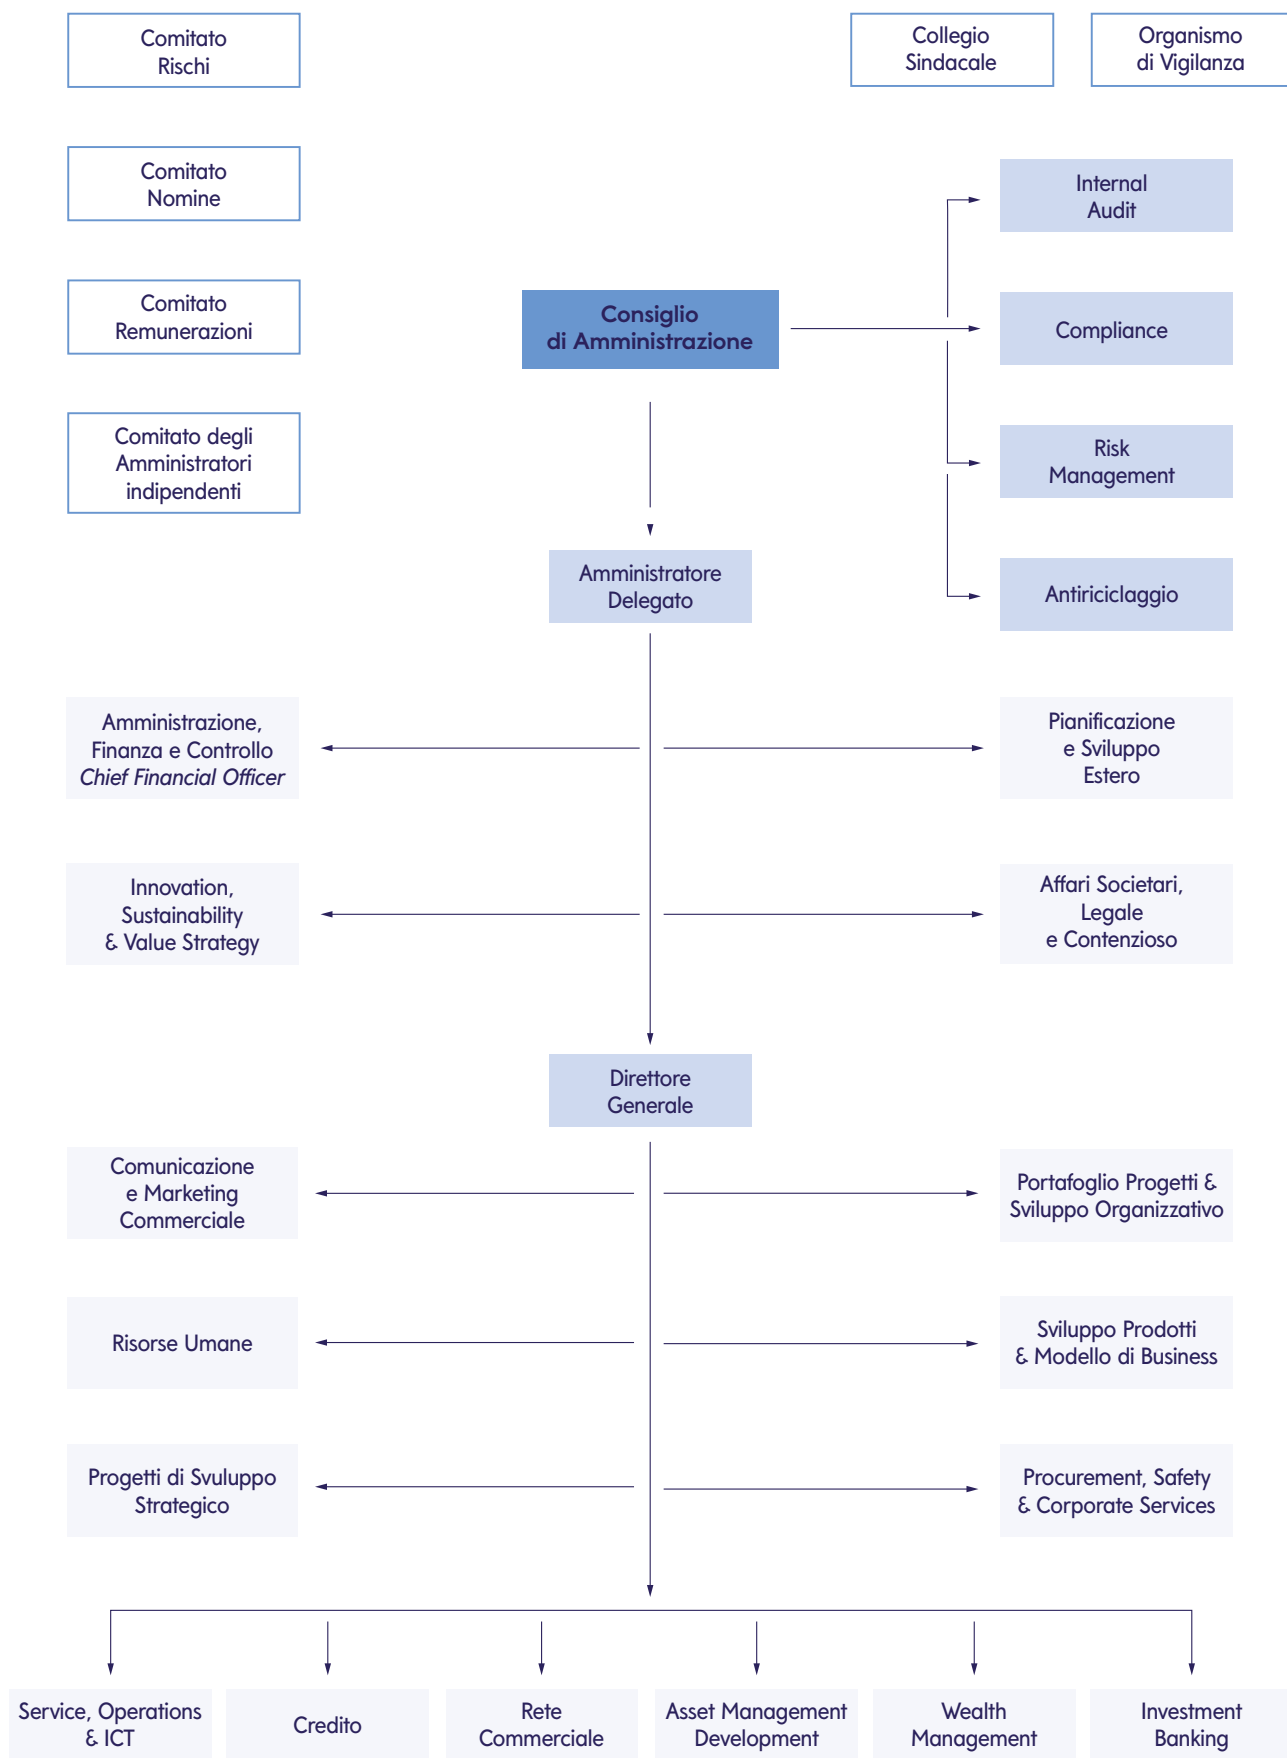 Comitato
Rischi
Collegio
Sindacale
Organismo
di Vigilanza
Comitato
Nomine
Internal
Audit
Comitato
Remunerazioni
Consiglio
di Amministrazione
Compliance
Comitato degli
Amministratori
indipendenti
Risk
Management
Amministratore
Delegato
Antiriciclaggio
Amministrazione,
Finanza e Controllo
Chief Financial Officer
Pianificazione
e Sviluppo
Estero
Innovation,
Sustainability
& Value Strategy
Affari Societari,
Legale
e Contenzioso
Direttore
Generale
Comunicazione
e Marketing
Commerciale
Portafoglio Progetti &
Sviluppo Organizzativo
Risorse Umane
Sviluppo Prodotti
& Modello di Business
Progetti di Svuluppo
Strategico
Procurement, Safety
& Corporate Services
Service, Operations
& ICT
Credito
Rete
Commerciale
Asset Management
Development
Wealth
Management
Investment
Banking